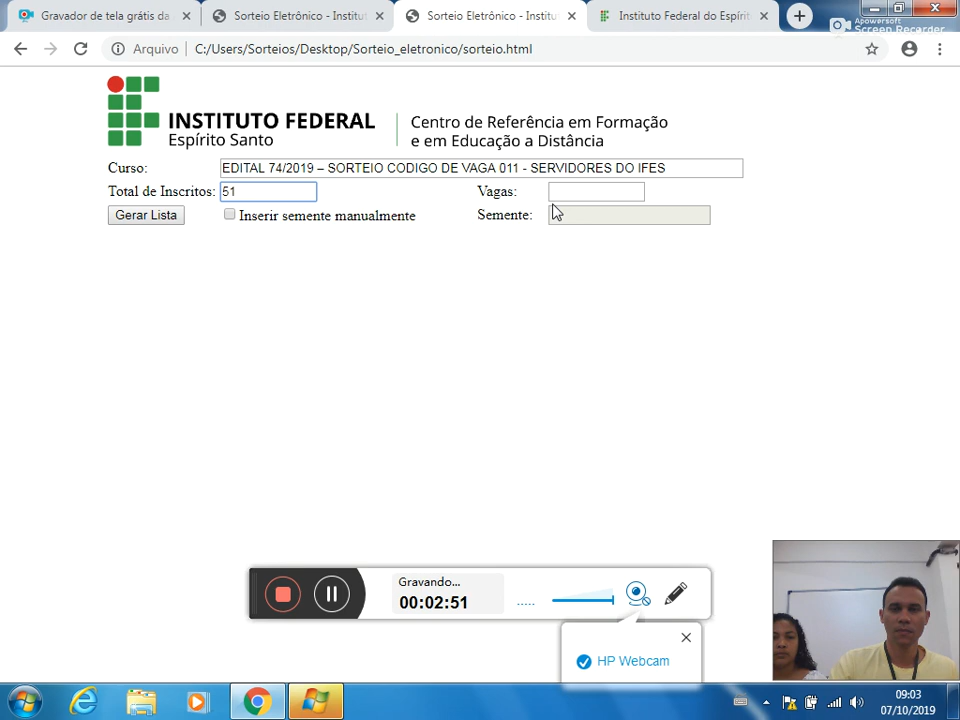 Gravador de tela grátis da
Sorteio Eletrônico - Institut
Sorteio Eletrônico - Institu
Instituto Federal do Espírit
Apowersoft
Screen Recorder
Arquivo
C:/Users/Sorteios/Desktop/Sorteio_eletronico/sorteio.html
INSTITUTO FEDERAL
Espírito Santo
Centro de Referência em Formação
e em Educação a Distância
Curso:
EDITAL 74/2019 – SORTEIO CODIGO DE VAGA 011 - SERVIDORES DO IFES
Total de Inscritos:
51
Vagas:
Gerar Lista
Inserir semente manualmente
Semente:
Gravando...
00:02:51
HP Webcam
09:03
07/10/2019